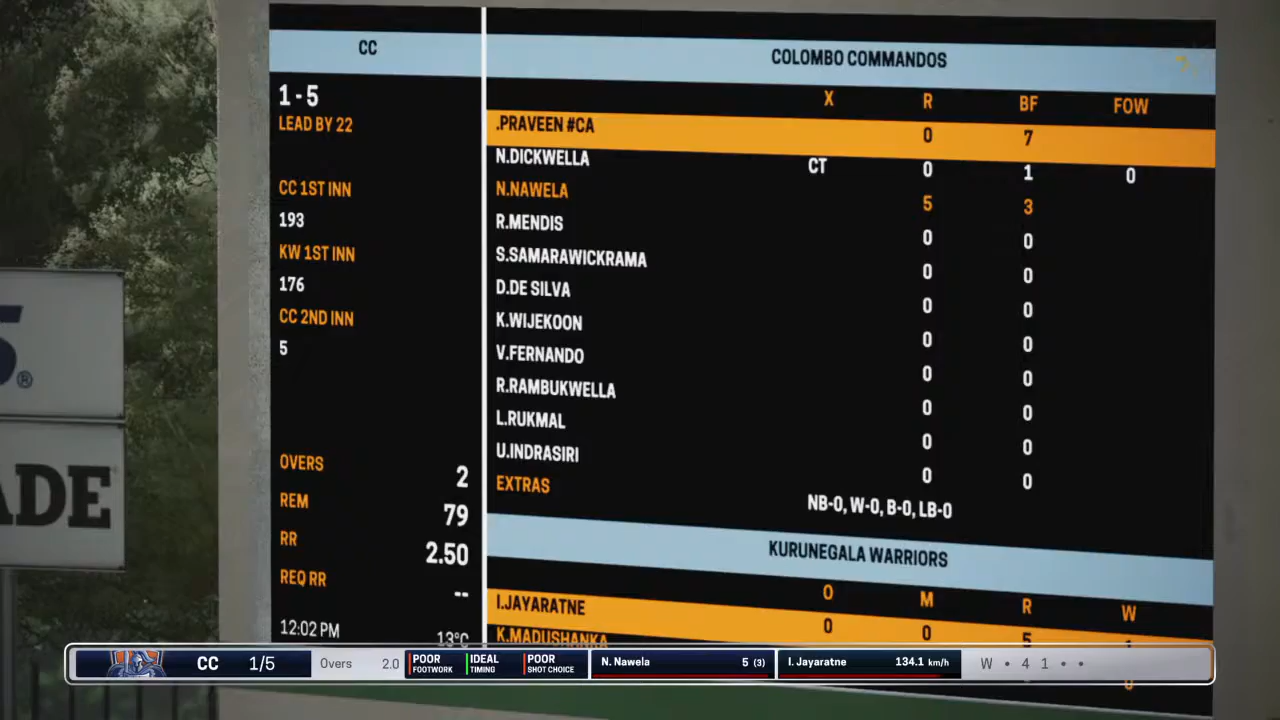 CC
1-5
LEAD BY 22
CC 1ST INN
193
KW 1ST INN
176
CC 2ND INN
5
OVERS 2
REM 79
RR 2.50
REQ RR --
12:02 PM 13°C
COLOMBO COMMANDOS
X R BF FOW
.PRAVEEN #CA 0 7
N.DICKWELLA CT 0 1 0
N.NAWELA 5 3
R.MENDIS 0 0
S.SAMARAWICKRAMA 0 0
D.DE SILVA 0 0
K.WIJEKOON 0 0
V.FERNANDO 0 0
R.RAMBUKWELLA 0 0
L.RUKMAL 0 0
U.INDRASIRI 0 0
EXTRAS NB-0, W-0, B-0, LB-0
KURUNEGALA WARRIORS
O M R W
I.JAYARATNE 0 0 5 1
K.MADUSHANKA
5®
ADE
CC 1/5 Overs 2.0 POOR FOOTWORK IDEAL TIMING POOR SHOT CHOICE N. Nawela 5 (3) I. Jayaratne 134.1 km/h W • 4 1 • •